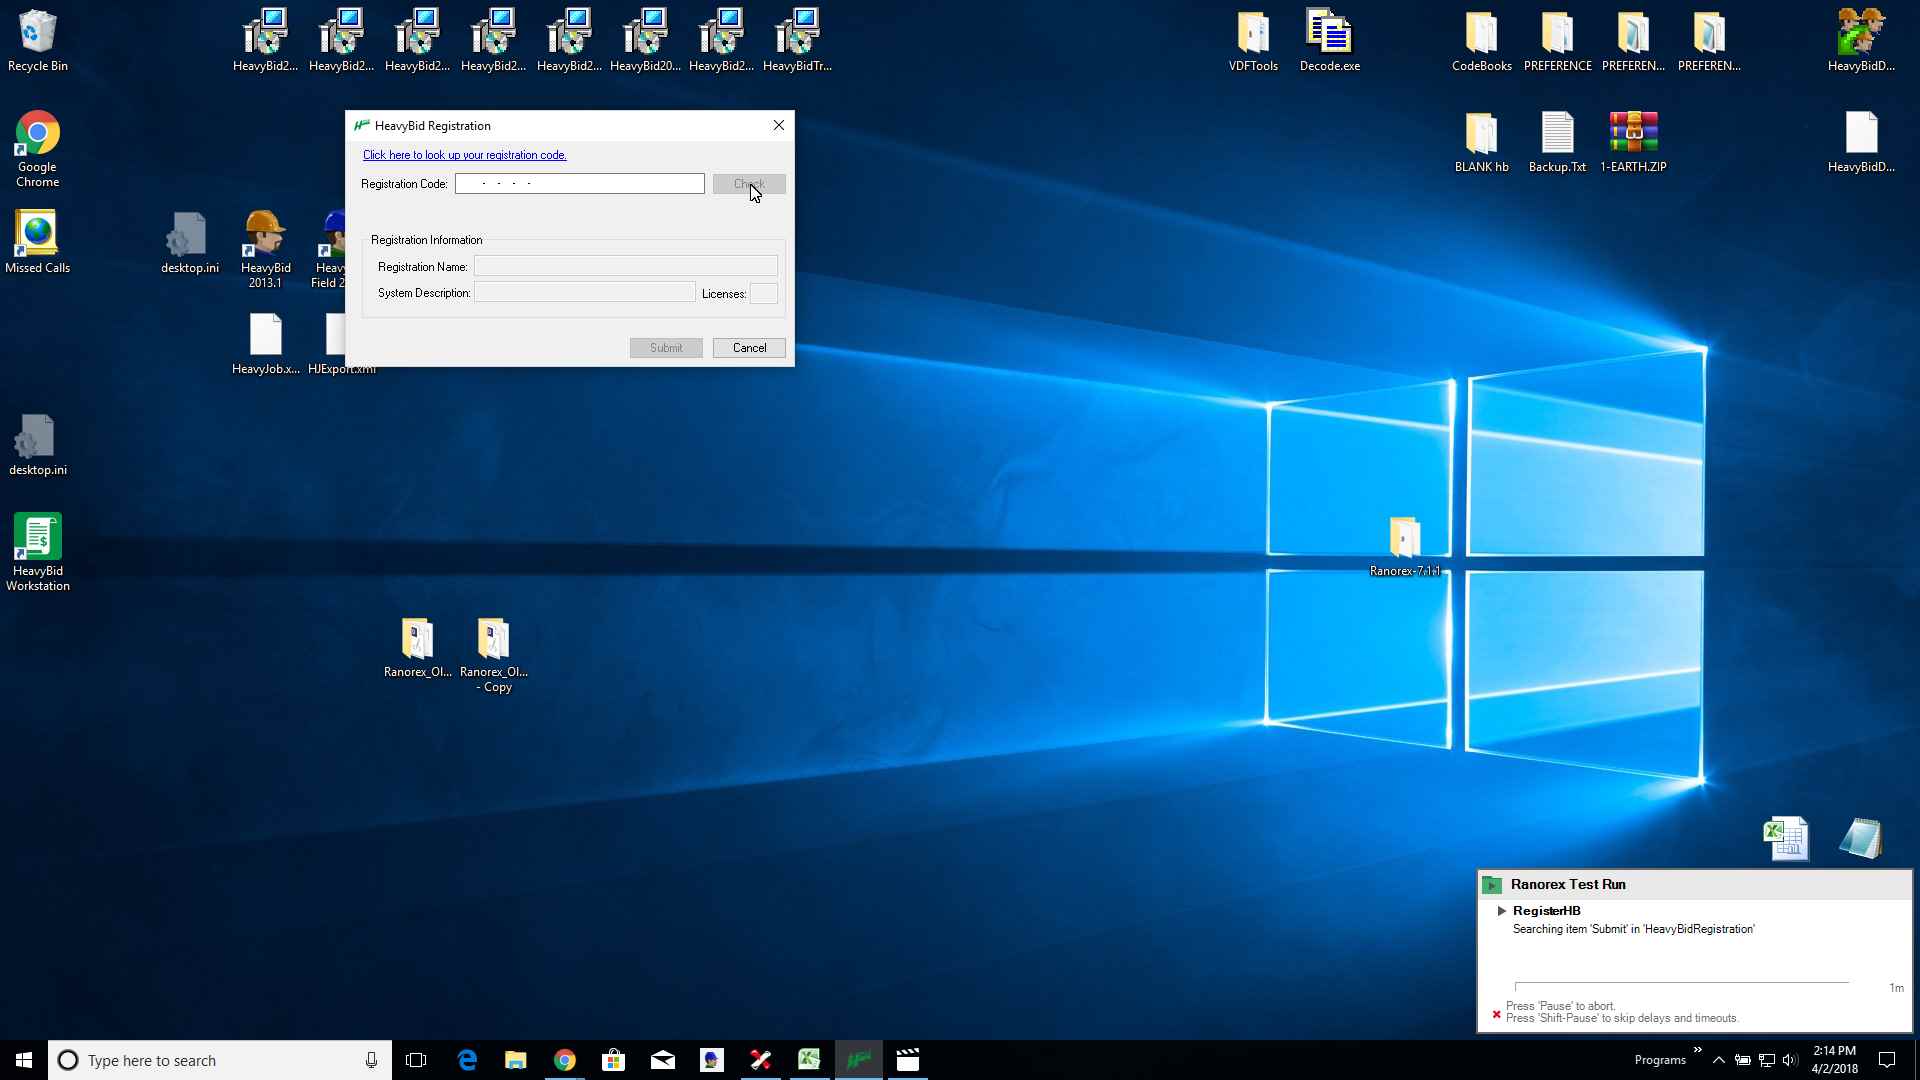 Recycle Bin
HeavyBid2...
HeavyBid2...
HeavyBid2...
HeavyBid2...
HeavyBid2...
HeavyBid20...
HeavyBid2...
HeavyBidTr...
VDFTools
Decode.exe
CodeBooks
PREFERENCE
PREFEREN...
PREFEREN...
HeavyBidD...
Google
Chrome
BLANK hb
Backup.Txt
1-EARTH.ZIP
HeavyBidD...
HeavyBid Registration
Click here to look up your registration code.
Registration Code: - - - -
Check
Registration Information
Registration Name:
System Description:
Licenses:
Submit
Cancel
Missed Calls
desktop.ini
HeavyBid
2013.1
Heavy
Field 2
HeavyJob.x...
HJExport.xml
desktop.ini
HeavyBid
Workstation
Ranorex-7.1.1
Ranorex_Ol...
Ranorex_Ol...
- Copy
Ranorex Test Run
RegisterHB
Searching item 'Submit' in 'HeavyBidRegistration'
1m
Press 'Pause' to abort.
Press 'Shift-Pause' to skip delays and timeouts.
Type here to search
Programs
2:14 PM
4/2/2018